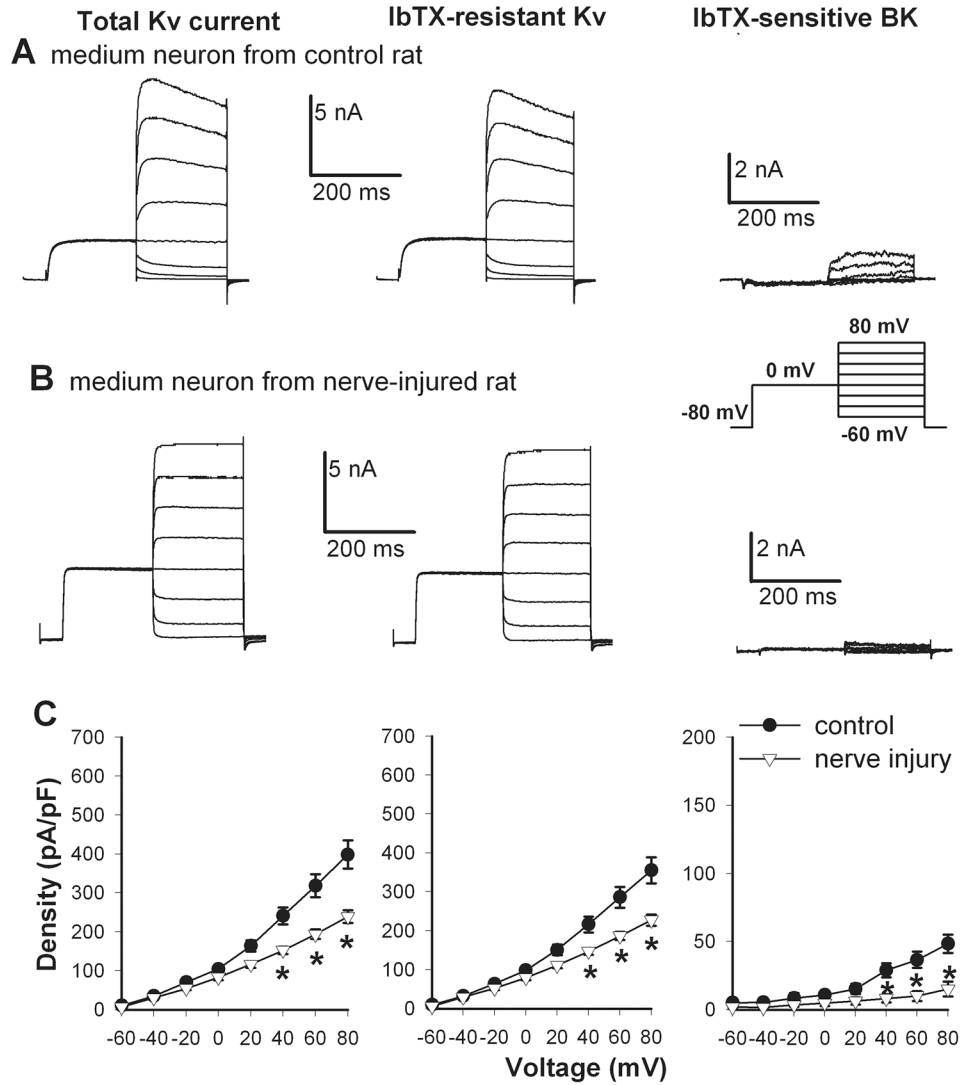 Total Kv current
IbTX-resistant Kv
IbTX-sensitive BK
A medium neuron from control rat
5 nA
200 ms
2 nA
200 ms
80 mV
0 mV
-80 mV
-60 mV
B medium neuron from nerve-injured rat
5 nA
200 ms
2 nA
200 ms
C
control
nerve injury
Density (pA/pF)
700
600
500
400
300
200
100
0
-60 -40 -20 0 20 40 60 80
* * *
700
600
500
400
300
200
100
0
-60 -40 -20 0 20 40 60 80
* * *
200
150
100
50
0
-60 -40 -20 0 20 40 60 80
* * *
Voltage (mV)